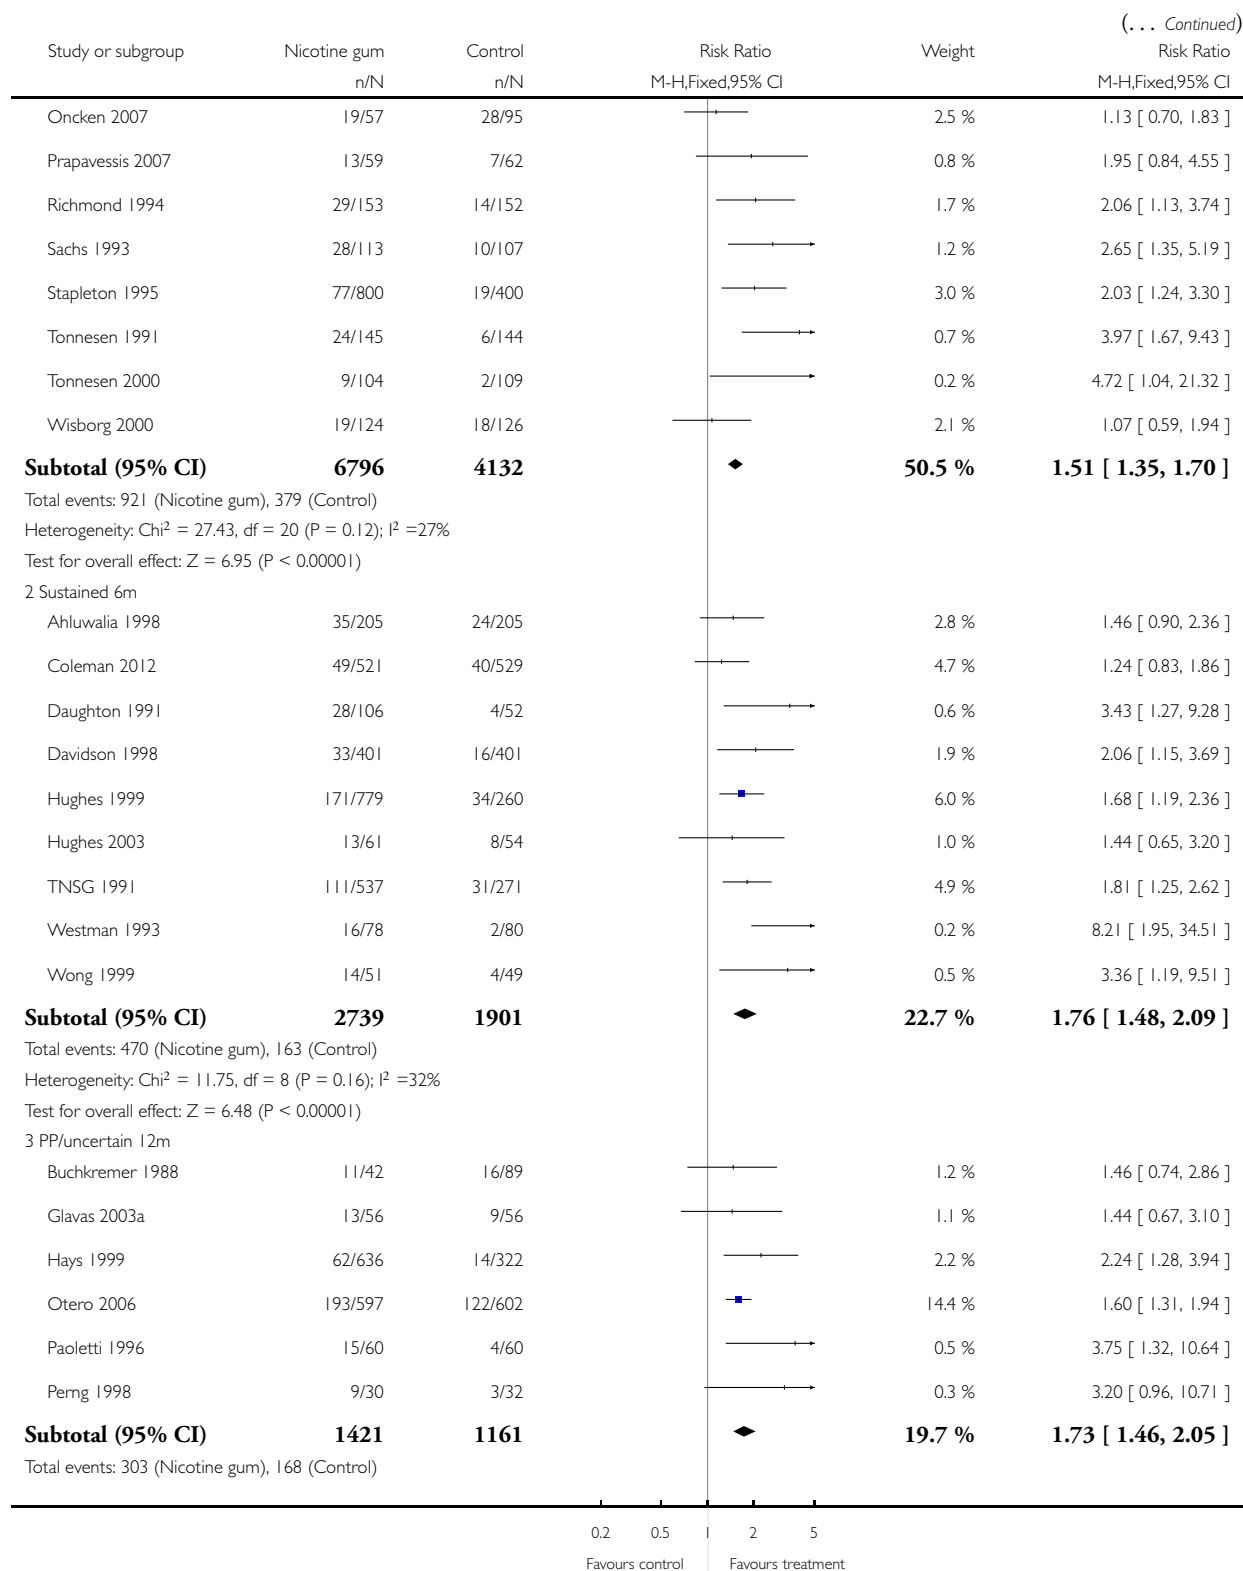 (. . . Continued)
Study or subgroup Nicotine gum Control Risk Ratio Weight Risk Ratio
n/N n/N M-H,Fixed,95% CI M-H,Fixed,95% CI
Oncken 2007 19/57 28/95 2.5 % 1.13 [ 0.70, 1.83 ]
Prapavessis 2007 13/59 7/62 0.8 % 1.95 [ 0.84, 4.55 ]
Richmond 1994 29/153 14/152 1.7 % 2.06 [ 1.13, 3.74 ]
Sachs 1993 28/113 10/107 1.2 % 2.65 [ 1.35, 5.19 ]
Stapleton 1995 77/800 19/400 3.0 % 2.03 [ 1.24, 3.30 ]
Tonnesen 1991 24/145 6/144 0.7 % 3.97 [ 1.67, 9.43 ]
Tonnesen 2000 9/104 2/109 0.2 % 4.72 [ 1.04, 21.32 ]
Wisborg 2000 19/124 18/126 2.1 % 1.07 [ 0.59, 1.94 ]
Subtotal (95% CI) 6796 4132 50.5 % 1.51 [ 1.35, 1.70 ]
Total events: 921 (Nicotine gum), 379 (Control)
Heterogeneity: Chi² = 27.43, df = 20 (P = 0.12); I² =27%
Test for overall effect: Z = 6.95 (P < 0.00001)
2 Sustained 6m
Ahluwalia 1998 35/205 24/205 2.8 % 1.46 [ 0.90, 2.36 ]
Coleman 2012 49/521 40/529 4.7 % 1.24 [ 0.83, 1.86 ]
Daughton 1991 28/106 4/52 0.6 % 3.43 [ 1.27, 9.28 ]
Davidson 1998 33/401 16/401 1.9 % 2.06 [ 1.15, 3.69 ]
Hughes 1999 171/779 34/260 6.0 % 1.68 [ 1.19, 2.36 ]
Hughes 2003 13/61 8/54 1.0 % 1.44 [ 0.65, 3.20 ]
TNSG 1991 111/537 31/271 4.9 % 1.81 [ 1.25, 2.62 ]
Westman 1993 16/78 2/80 0.2 % 8.21 [ 1.95, 34.51 ]
Wong 1999 14/51 4/49 0.5 % 3.36 [ 1.19, 9.51 ]
Subtotal (95% CI) 2739 1901 22.7 % 1.76 [ 1.48, 2.09 ]
Total events: 470 (Nicotine gum), 163 (Control)
Heterogeneity: Chi² = 11.75, df = 8 (P = 0.16); I² =32%
Test for overall effect: Z = 6.48 (P < 0.00001)
3 PP/uncertain 12m
Buchkremer 1988 11/42 16/89 1.2 % 1.46 [ 0.74, 2.86 ]
Glavas 2003a 13/56 9/56 1.1 % 1.44 [ 0.67, 3.10 ]
Hays 1999 62/636 14/322 2.2 % 2.24 [ 1.28, 3.94 ]
Otero 2006 193/597 122/602 14.4 % 1.60 [ 1.31, 1.94 ]
Paoletti 1996 15/60 4/60 0.5 % 3.75 [ 1.32, 10.64 ]
Perng 1998 9/30 3/32 0.3 % 3.20 [ 0.96, 10.71 ]
Subtotal (95% CI) 1421 1161 19.7 % 1.73 [ 1.46, 2.05 ]
Total events: 303 (Nicotine gum), 168 (Control)
0.2 0.5 1 2 5
Favours control Favours treatment